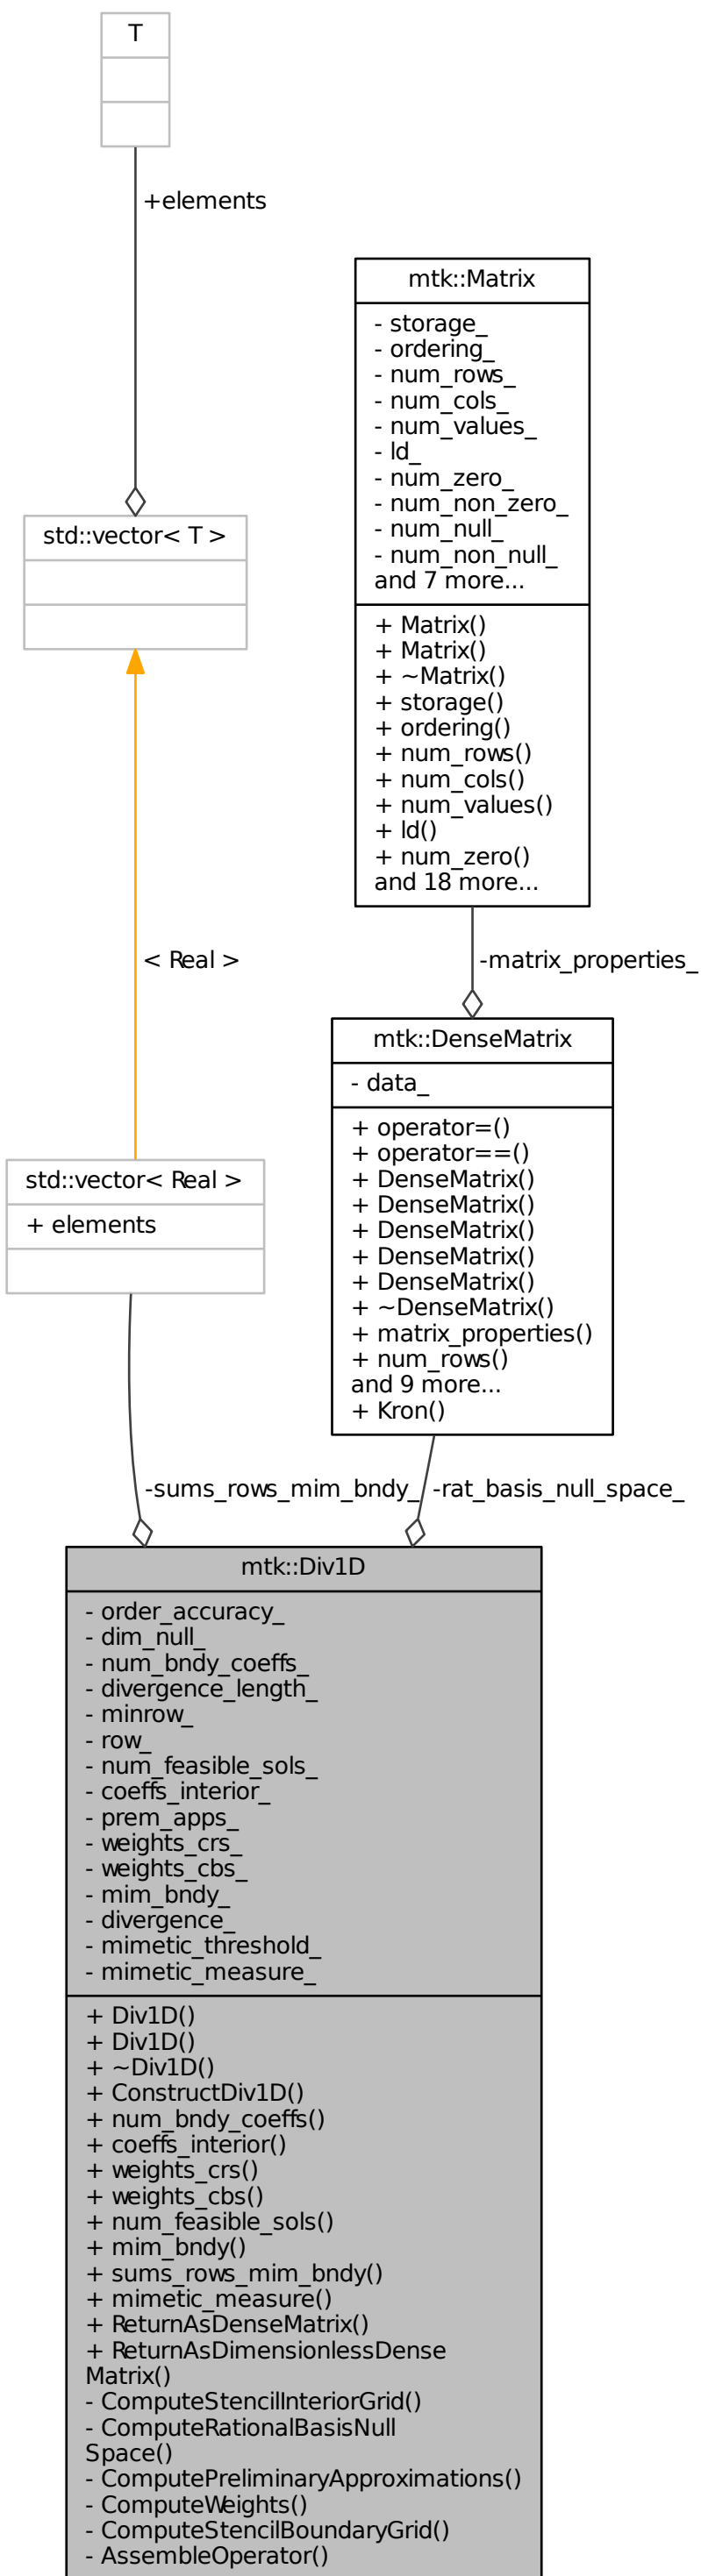 T
+elements
mtk::Matrix
- storage_
- ordering_
- num_rows_
- num_cols_
- num_values_
- ld_
- num_zero_
- num_non_zero_
- num_null_
- num_non_null_
and 7 more...
+ Matrix()
+ Matrix()
+ ~Matrix()
+ storage()
+ ordering()
+ num_rows()
+ num_cols()
+ num_values()
+ ld()
+ num_zero()
and 18 more...
std::vector< T >
< Real >
-matrix_properties_
mtk::DenseMatrix
- data_
+ operator=()
+ operator==()
+ DenseMatrix()
+ DenseMatrix()
+ DenseMatrix()
+ DenseMatrix()
+ DenseMatrix()
+ ~DenseMatrix()
+ matrix_properties()
+ num_rows()
and 9 more...
+ Kron()
std::vector< Real >
+ elements
-sums_rows_mim_bndy_
-rat_basis_null_space_
mtk::Div1D
- order_accuracy_
- dim_null_
- num_bndy_coeffs_
- divergence_length_
- minrow_
- row_
- num_feasible_sols_
- coeffs_interior_
- prem_apps_
- weights_crs_
- weights_cbs_
- mim_bndy_
- divergence_
- mimetic_threshold_
- mimetic_measure_
+ Div1D()
+ Div1D()
+ ~Div1D()
+ ConstructDiv1D()
+ num_bndy_coeffs()
+ coeffs_interior()
+ weights_crs()
+ weights_cbs()
+ num_feasible_sols()
+ mim_bndy()
+ sums_rows_mim_bndy()
+ mimetic_measure()
+ ReturnAsDenseMatrix()
+ ReturnAsDimensionlessDense
Matrix()
- ComputeStencilInteriorGrid()
- ComputeRationalBasisNull
Space()
- ComputePreliminaryApproximations()
- ComputeWeights()
- ComputeStencilBoundaryGrid()
- AssembleOperator()